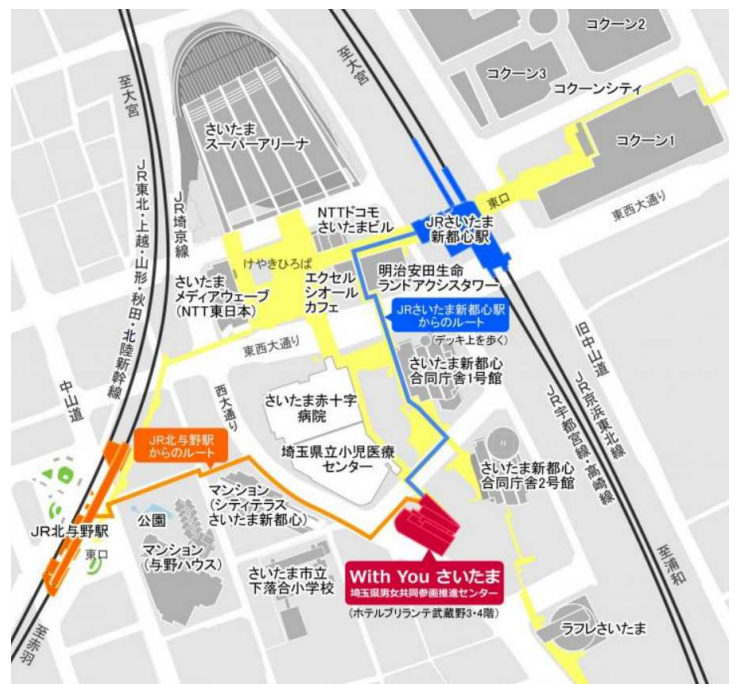 コクーン2
コクーン3
コクーンシティ
コクーン1
至大宮
至大宮
さいたま
スーパーアリーナ
JR東北・上越・山形・秋田・北陸新幹線
JR埼京線
NTTドコモ
さいたまビル
東口
JRさいたま
新都心駅
東西大通り
けやきひろば
さいたま
メディアウェーブ
(NTT東日本)
エクセル
シオール
カフェ
明治安田生命
ランドアクシスタワー
JRさいたま新都心駅
からのルート
(デッキ上を歩く)
東西大通り
旧中山道
中山道
西大通り
さいたま新都心
合同庁舎1号館
さいたま赤十字
病院
JR京浜東北線
JR宇都宮線・高崎線
JR北与野駅
からのルート
埼玉県立小児医療
センター
さいたま新都心
合同庁舎2号館
マンション
(シティテラス
さいたま新都心)
公園
JR北与野駅
東口
マンション
(与野ハウス)
さいたま市立
下落合小学校
With You さいたま
埼玉県男女共同参画推進センター
(ホテルブリランテ武蔵野3・4階)
至浦和
至赤羽
ラフレさいたま